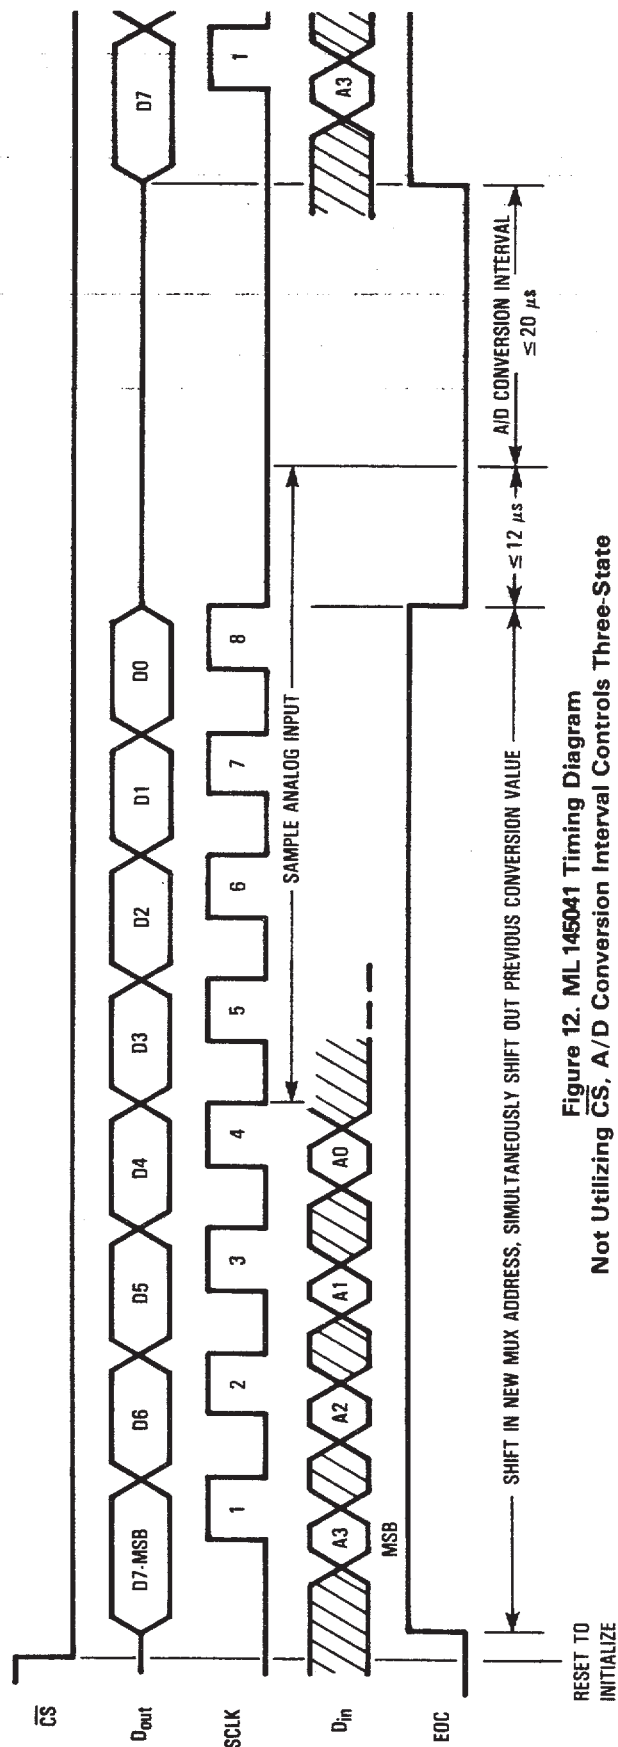 CS
Dout
D7-MSB
D6
D5
D4
D3
D2
D1
D0
D7
SCLK
1
2
3
4
5
6
7
8
1
SAMPLE ANALOG INPUT
Din
A3
A2
A1
A0
A3
MSB
EOC
SHIFT IN NEW MUX ADDRESS, SIMULTANEOUSLY SHIFT OUT PREVIOUS CONVERSION VALUE
≤ 12 μs
A/D CONVERSION INTERVAL
≤ 20 μs
RESET TO
INITIALIZE
Figure 12. ML145041 Timing Diagram
Not Utilizing CS, A/D Conversion Interval Controls Three-State